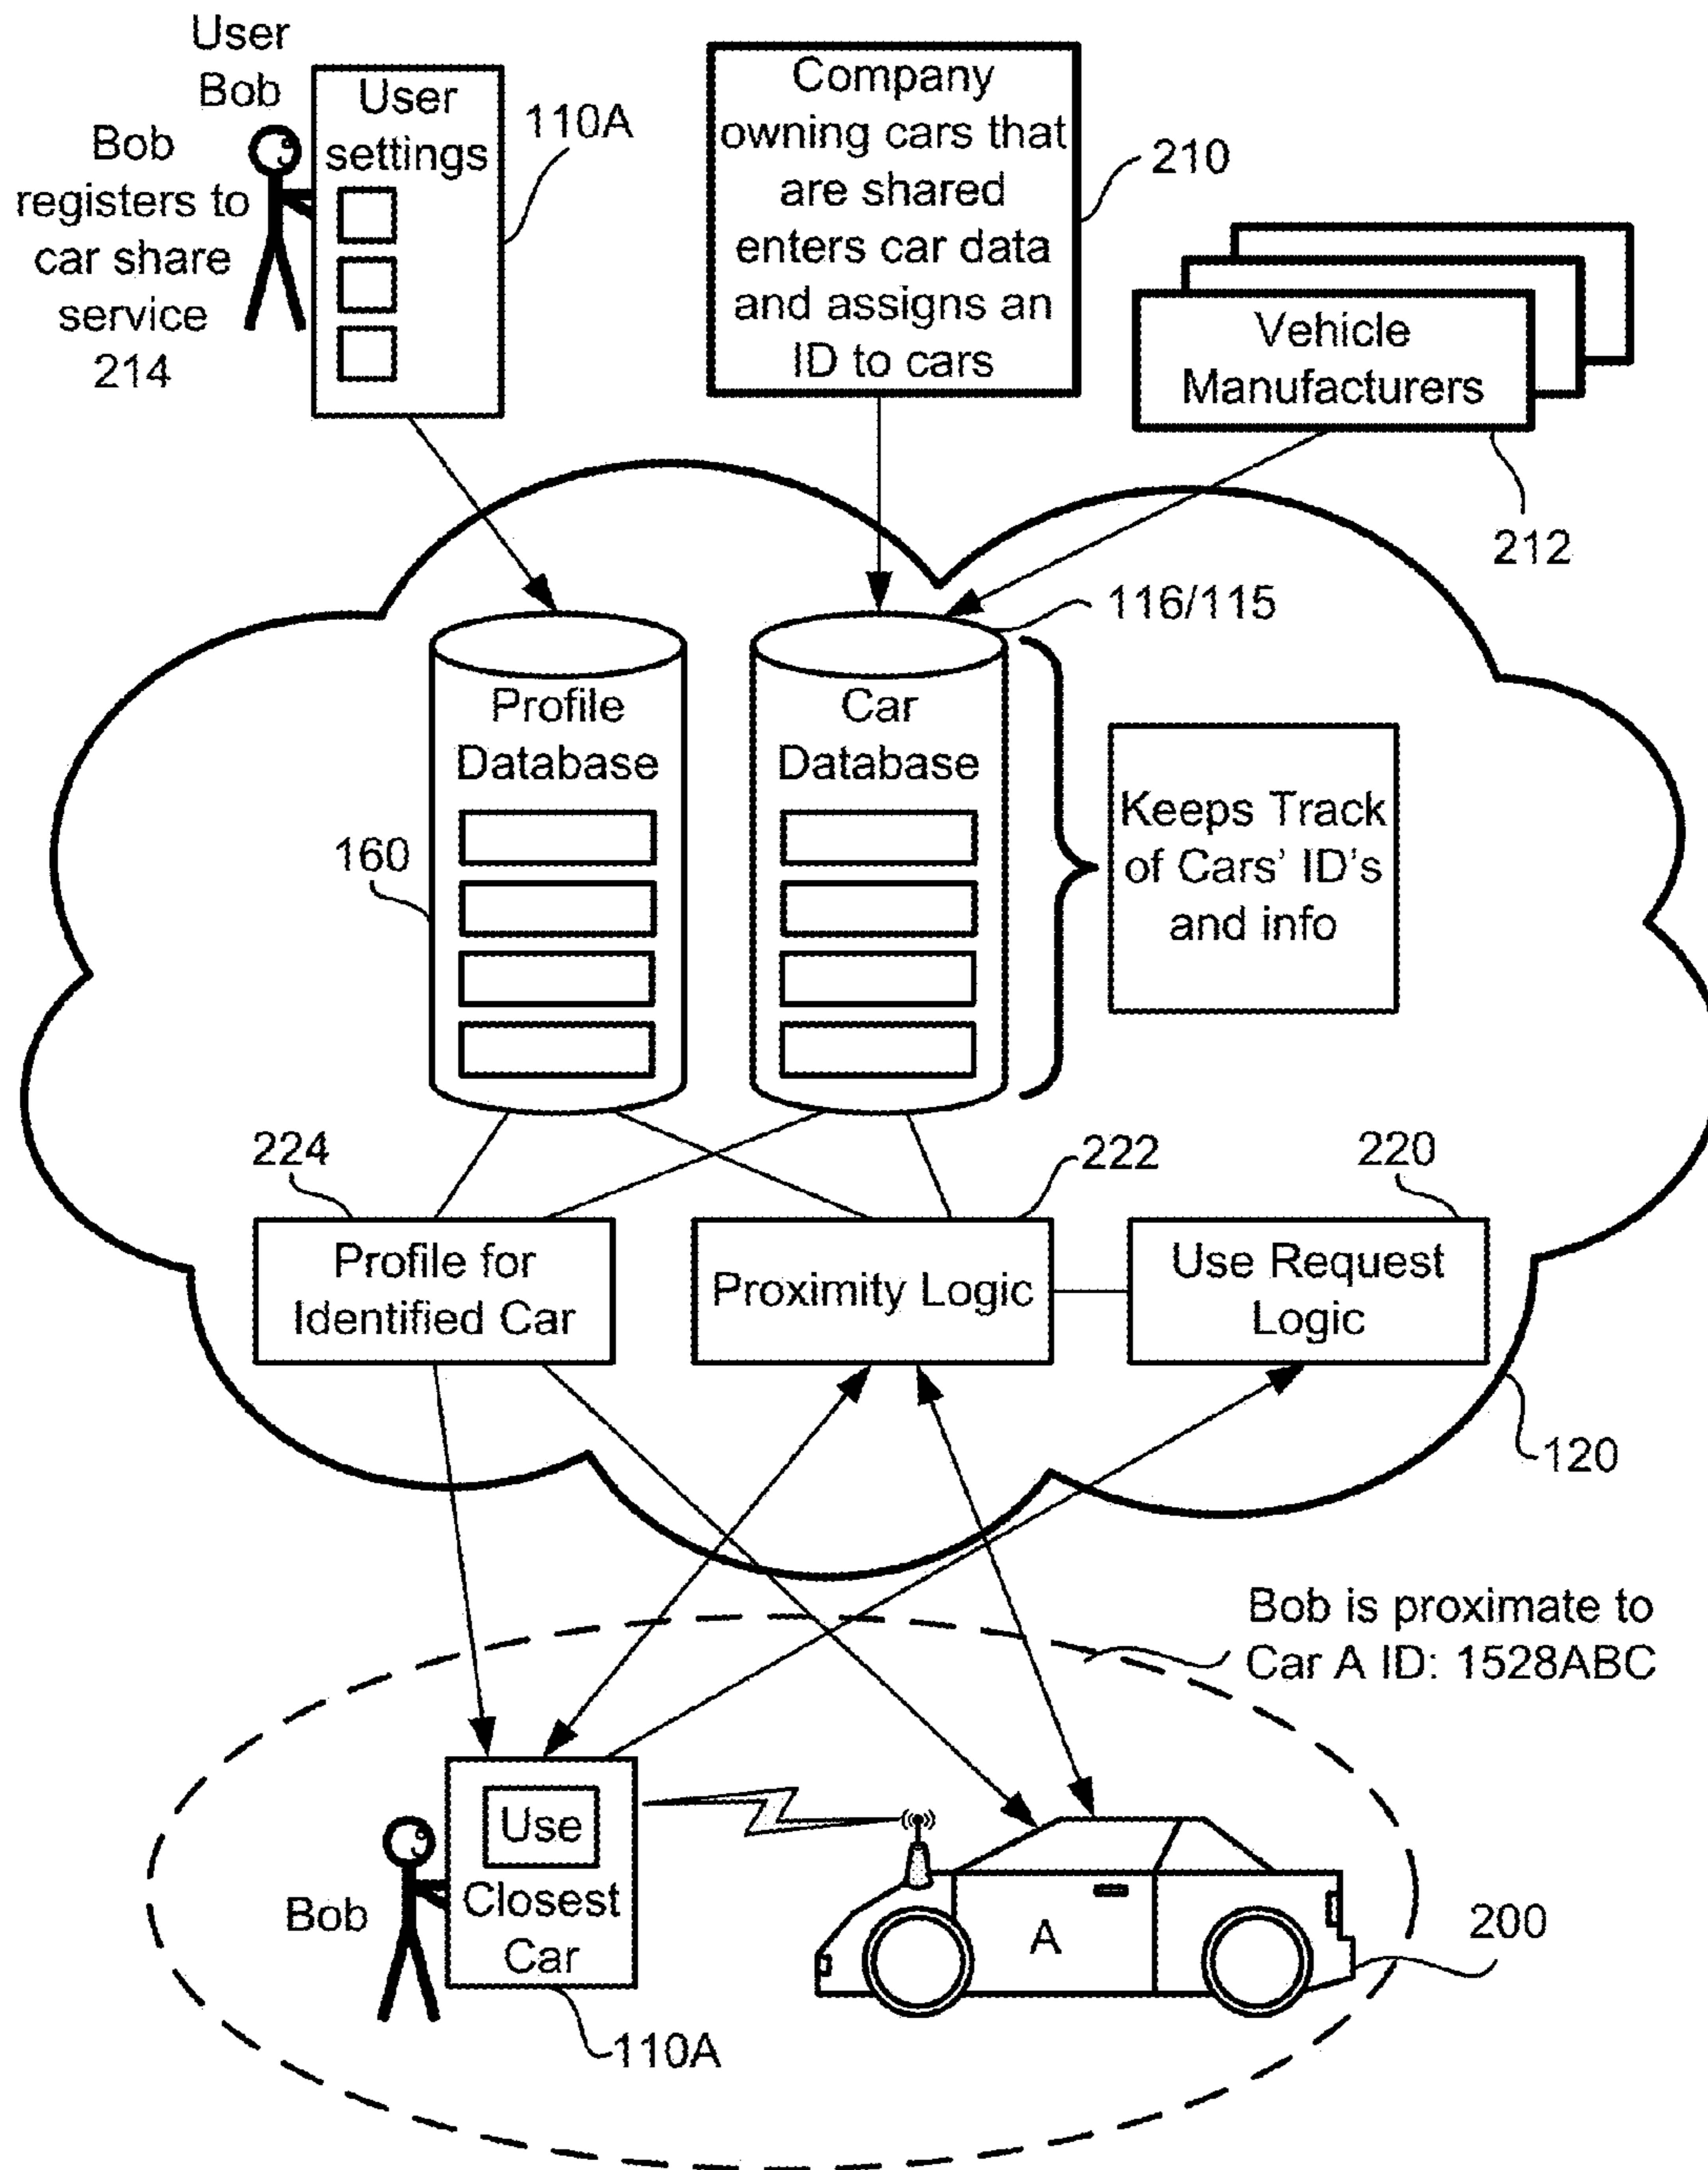 User
Bob
Bob
registers to
car share
service
214
User
settings
110A
Company
owning cars that
are shared
enters car data
and assigns an
ID to cars
210
Vehicle
Manufacturers
212
116/115
Profile
Database
160
Car
Database
Keeps Track
of Cars' ID's
and info
224
222
220
Profile for
Identified Car
Proximity Logic
Use Request
Logic
120
Bob is proximate to
Car A ID: 1528ABC
Bob
Use
Closest
Car
110A
A
200